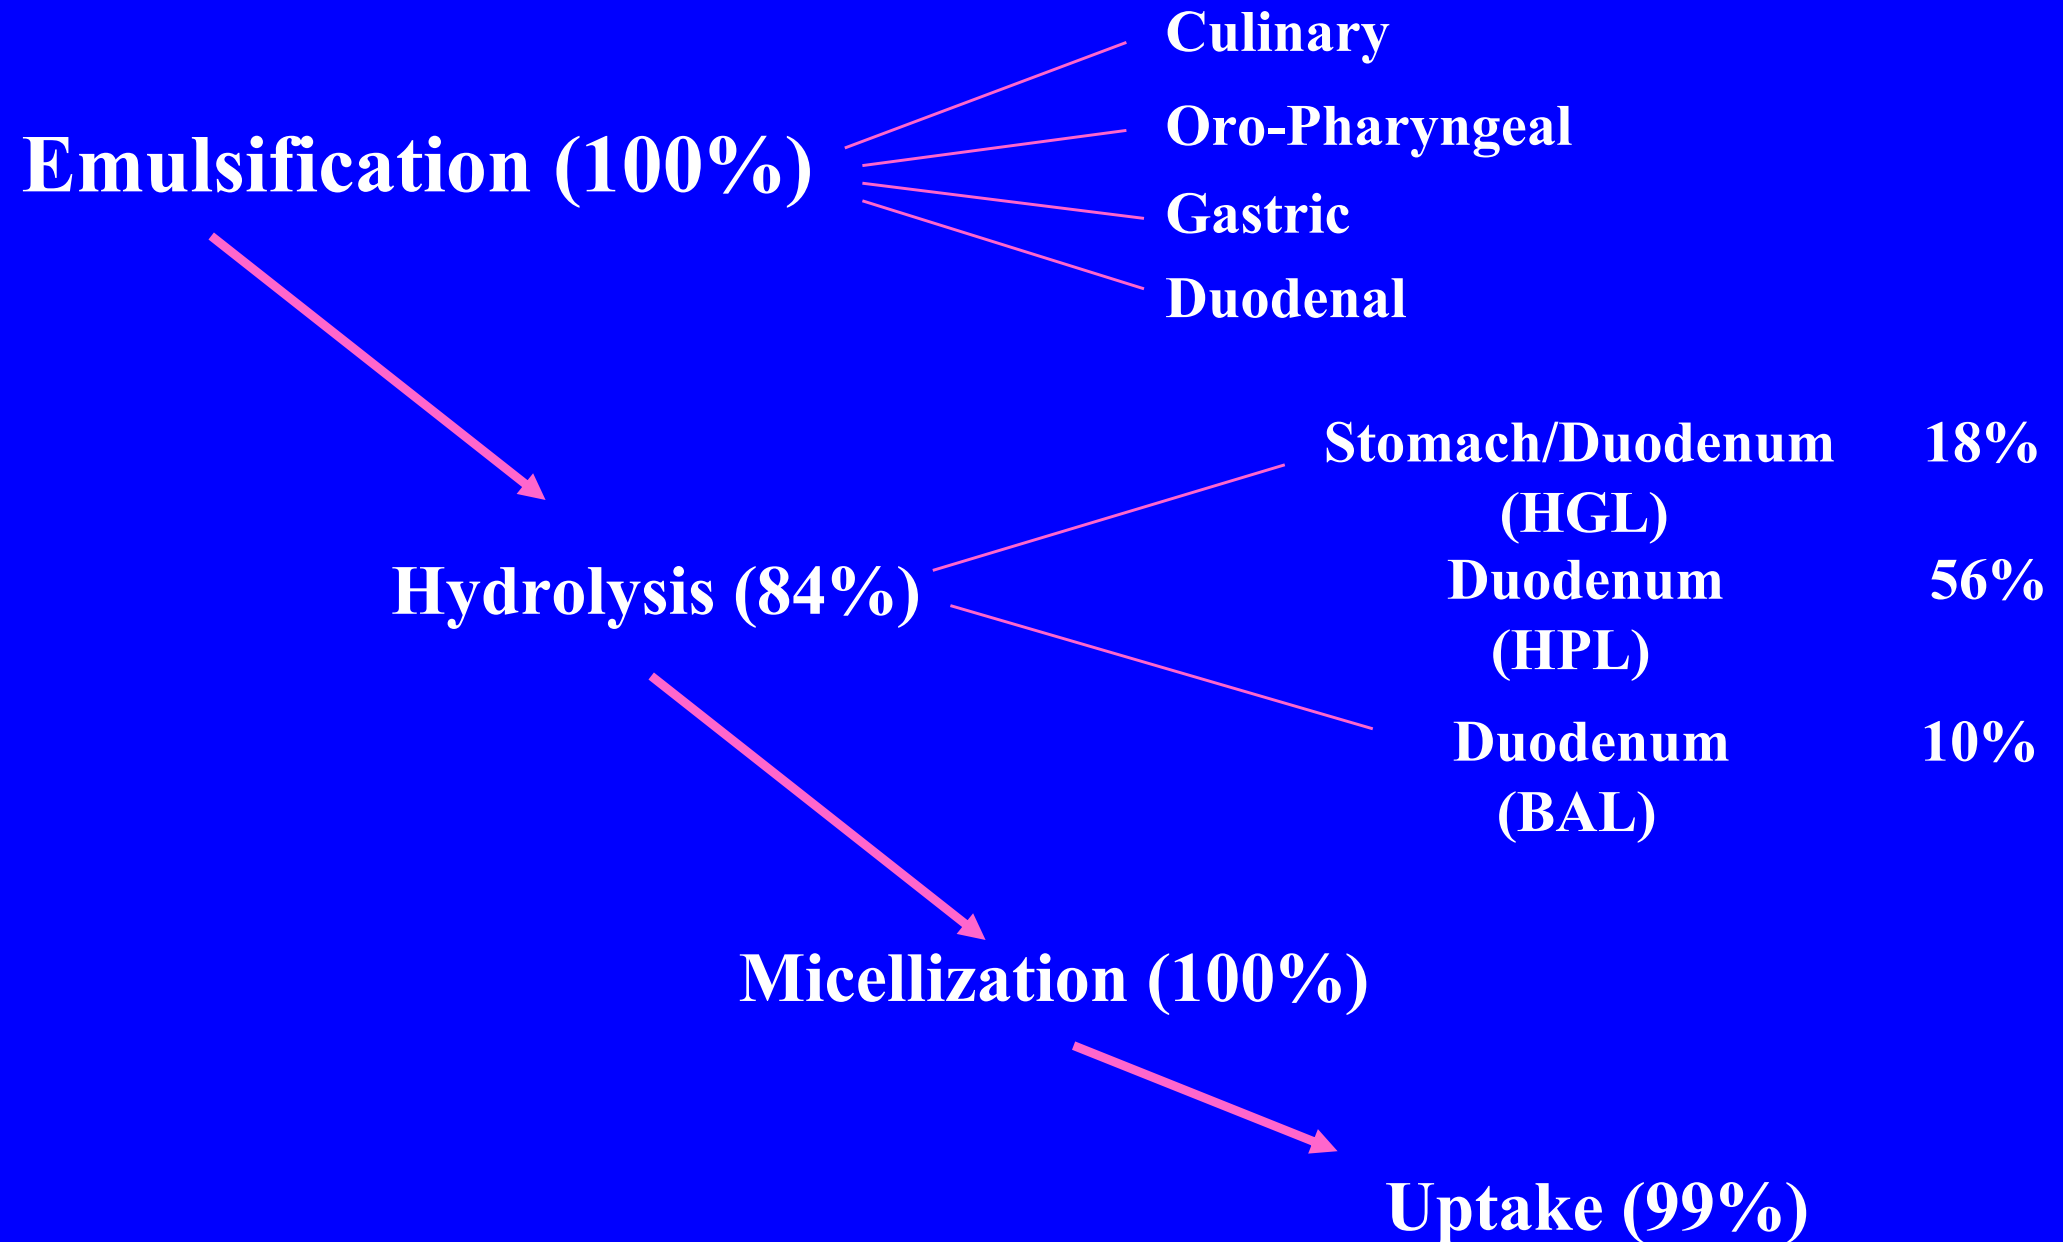 Culinary
Emulsification (100%)
Oro-Pharyngeal
Gastric
Duodenal
Stomach/Duodenum 18%
(HGL)
Hydrolysis (84%)
Duodenum 56%
(HPL)
Duodenum 10%
(BAL)
Micellization (100%)
Uptake (99%)